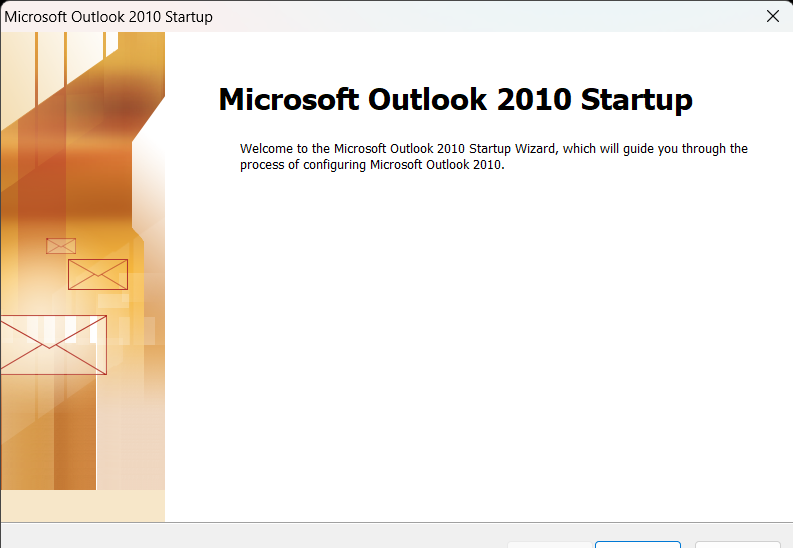 Microsoft Outlook 2010 Startup
Microsoft Outlook 2010 Startup
Welcome to the Microsoft Outlook 2010 Startup Wizard, which will guide you through the
process of configuring Microsoft Outlook 2010.